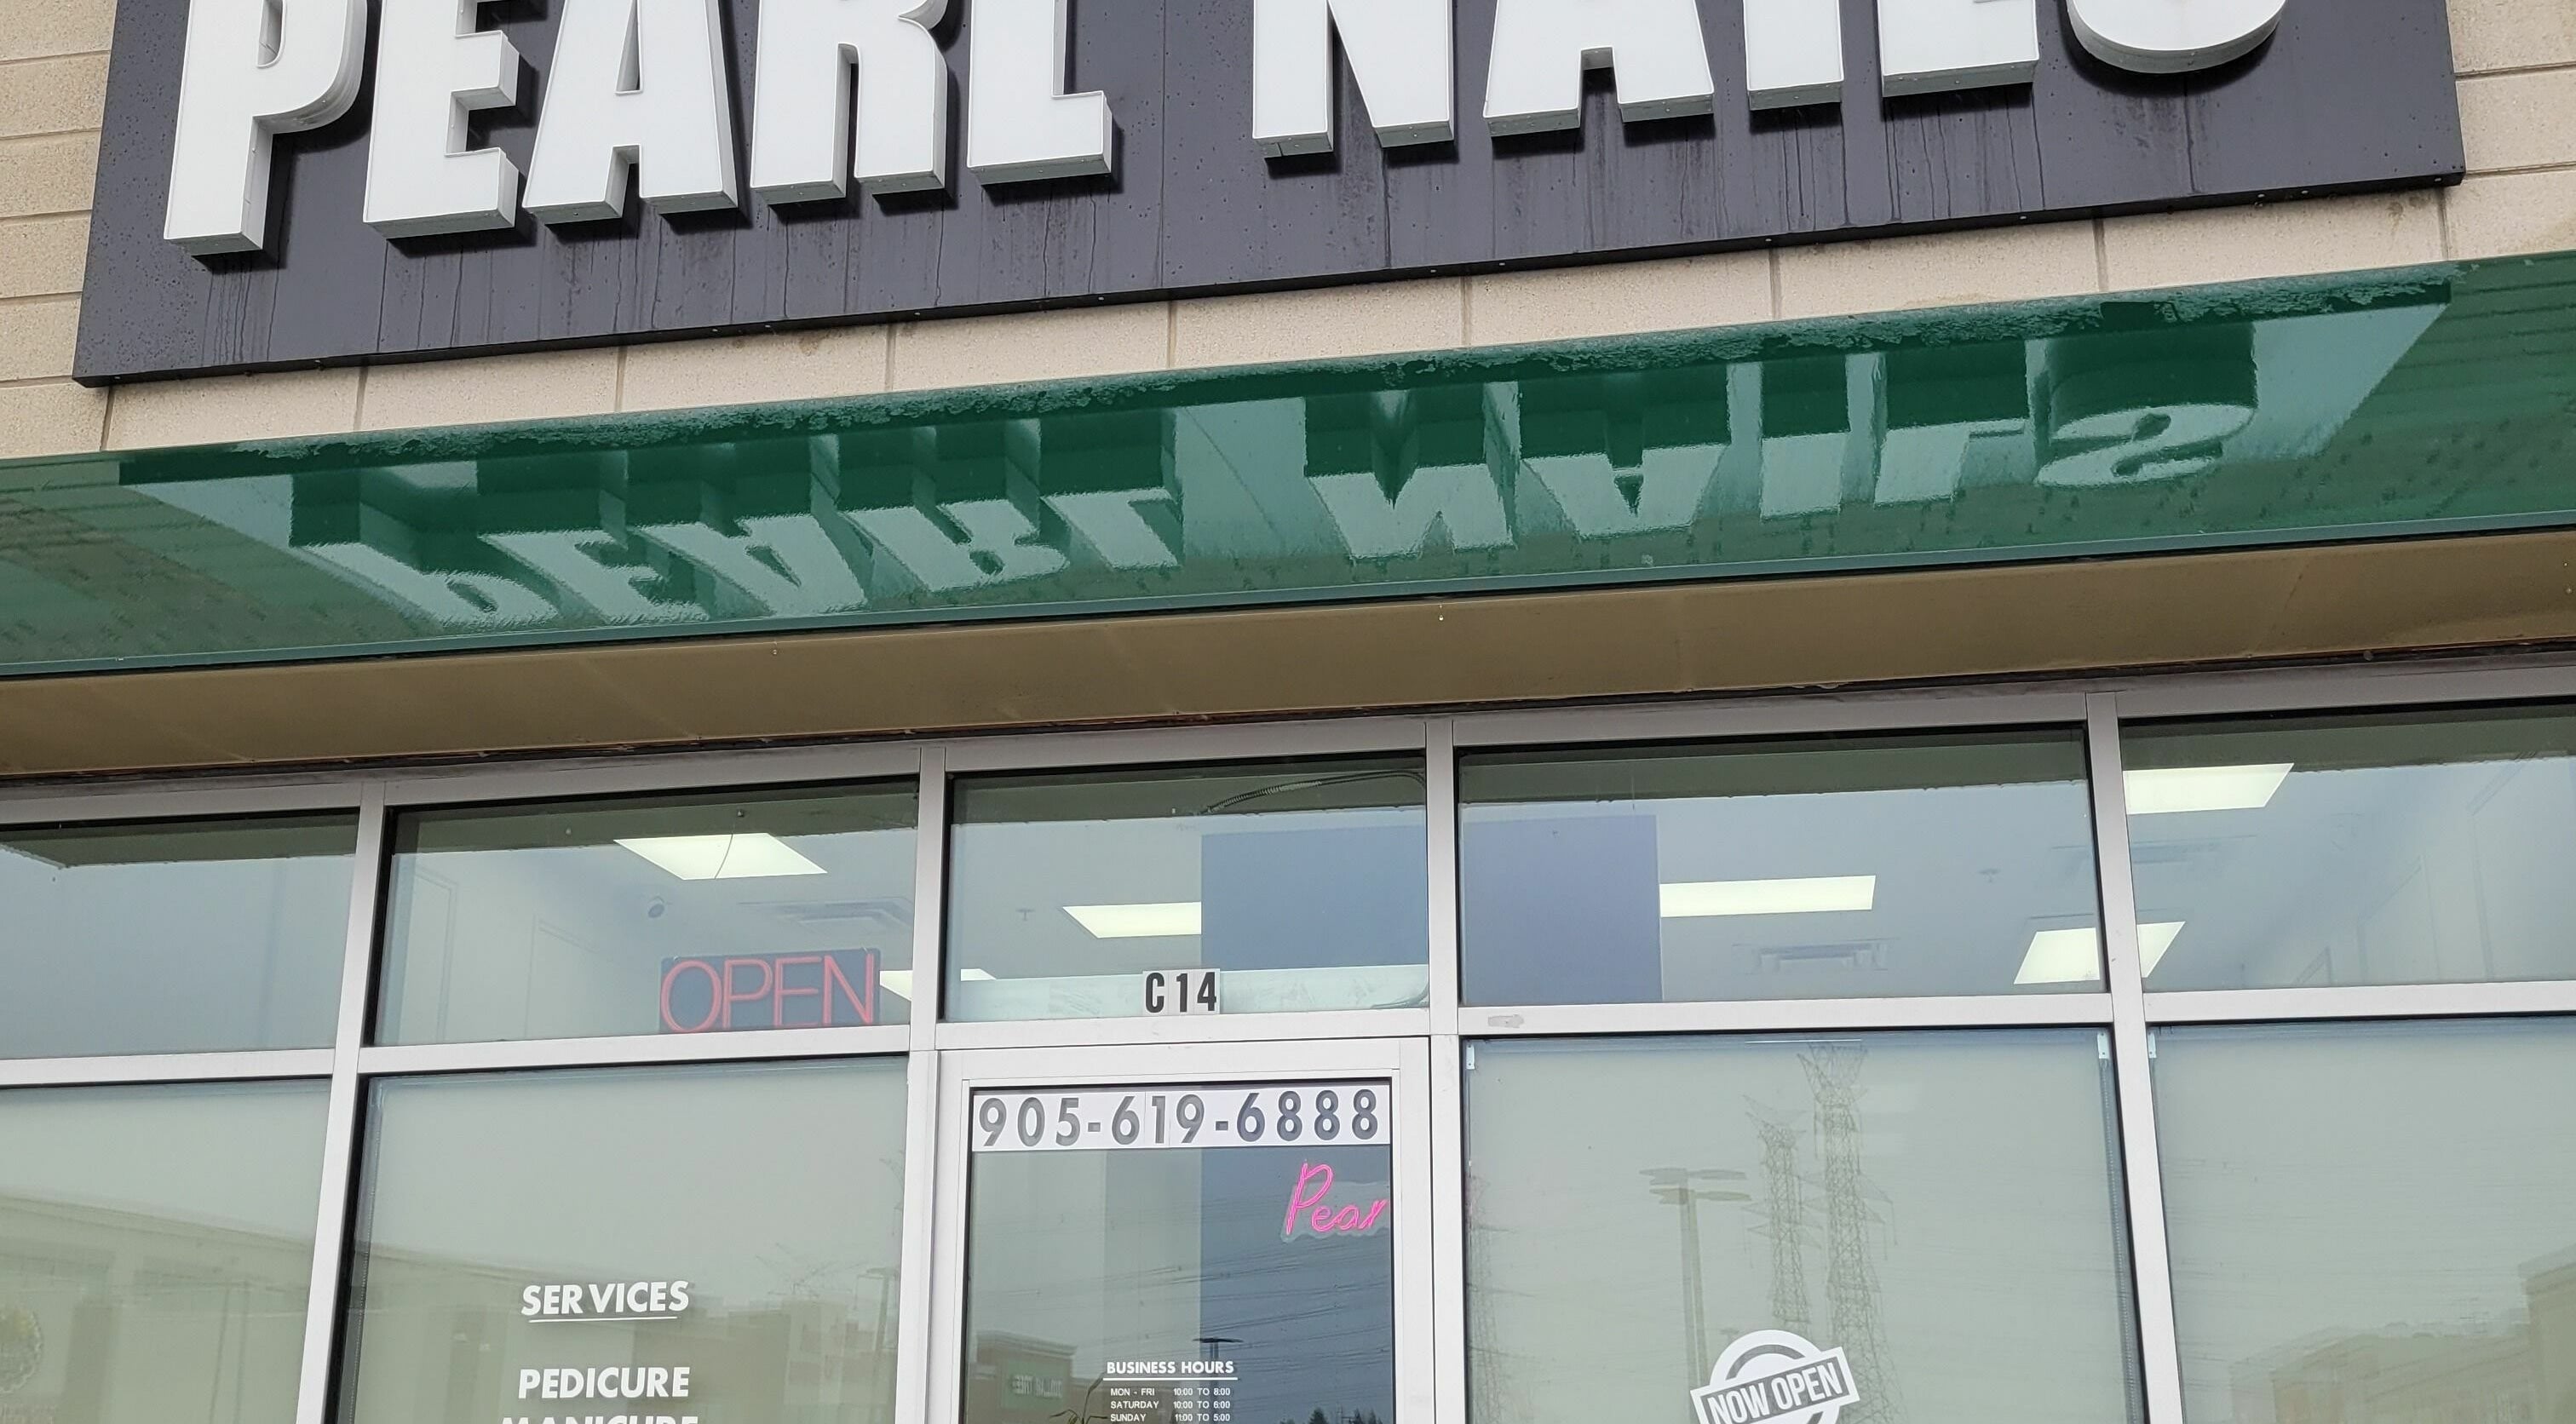 PEARL NAILS
OPEN
C14
905-619-6888
Pear
SERVICES
PEDICURE
MANICURE
BUSINESS HOURS
MON - FRI 10:00 TO 8:00
SATURDAY 10:00 TO 6:00
SUNDAY 11:00 TO 5:00
NOW OPEN